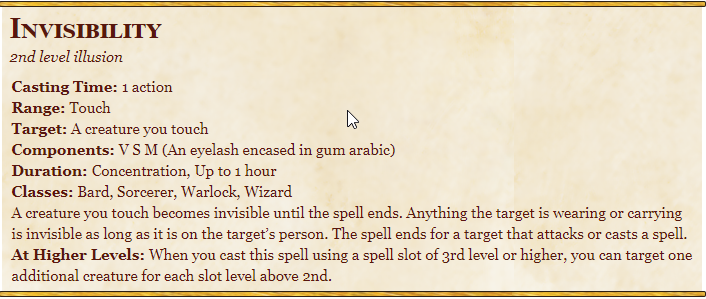 Invisibility
2nd level illusion
Casting Time: 1 action
Range: Touch
Target: A creature you touch
Components: V S M (An eyelash encased in gum arabic)
Duration: Concentration, Up to 1 hour
Classes: Bard, Sorcerer, Warlock, Wizard
A creature you touch becomes invisible until the spell ends. Anything the target is wearing or carrying
is invisible as long as it is on the target's person. The spell ends for a target that attacks or casts a spell.
At Higher Levels: When you cast this spell using a spell slot of 3rd level or higher, you can target one
additional creature for each slot level above 2nd.